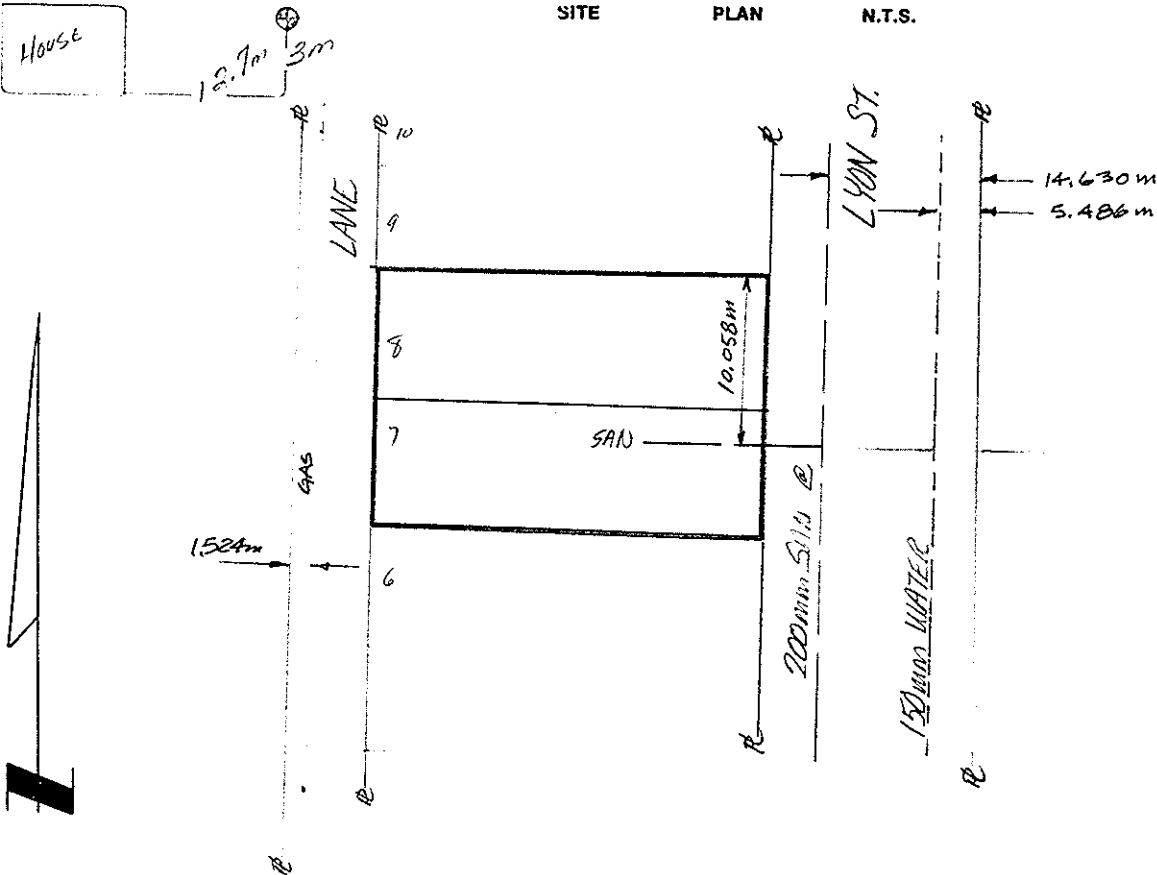 SITE PLAN N.T.S.
HOUSE
12.7m
3m
LANE
10
9
8
7
6
GAS
1.524m
SAN
10.058m
LYON ST.
14.630m
5.486m
200mm
@
150mm WATER